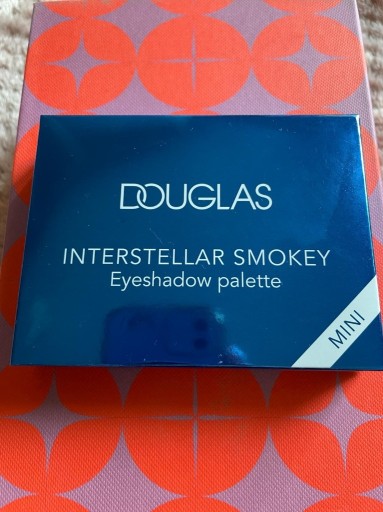 DOUGLAS
INTERSTELLAR SMOKEY
Eyeshadow palette
MINI